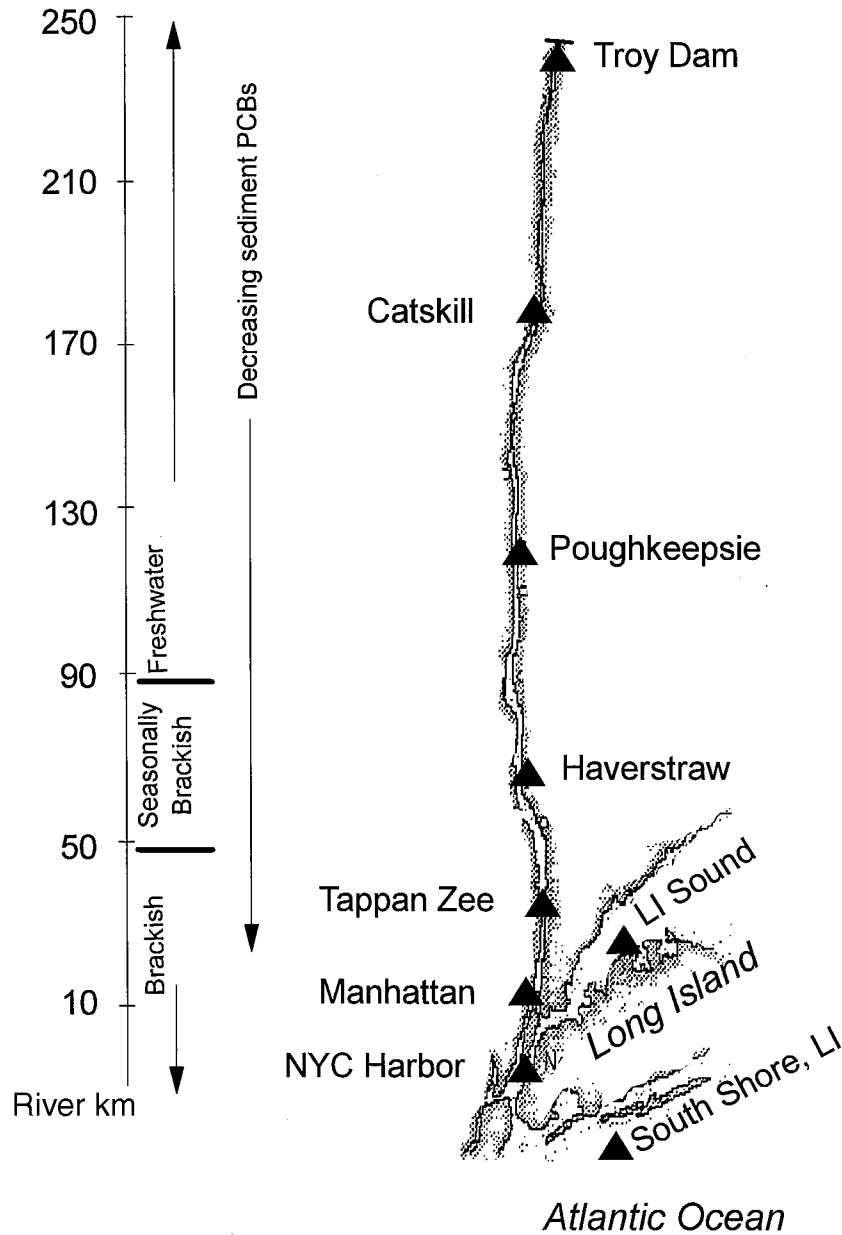 250
210
170
130
90
50
10
River km
Freshwater
Seasonally
Brackish
Brackish
Decreasing sediment PCBs
Troy Dam
Catskill
Poughkeepsie
Haverstraw
Tappan Zee
Manhattan
NYC Harbor
N
LI Sound
Long Island
South Shore, LI
Atlantic Ocean